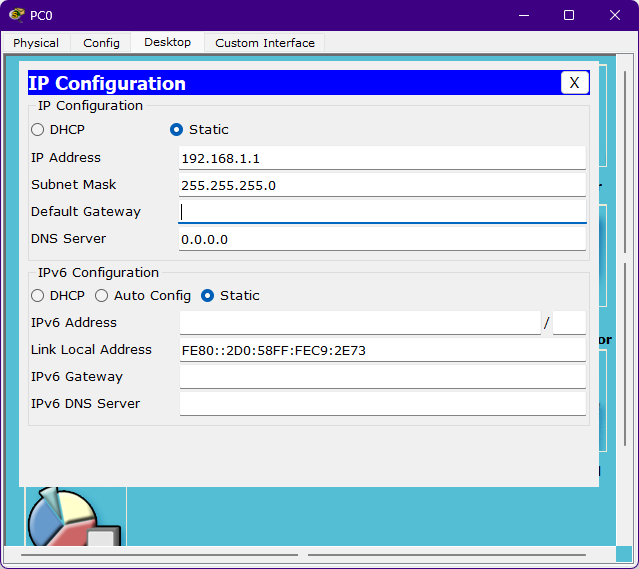 PC0
Physical Config Desktop Custom Interface
IP Configuration X
IP Configuration
DHCP Static
IP Address 192.168.1.1
Subnet Mask 255.255.255.0
Default Gateway
DNS Server 0.0.0.0
IPv6 Configuration
DHCP Auto Config Static
IPv6 Address /
Link Local Address FE80::2D0:58FF:FEC9:2E73
IPv6 Gateway
IPv6 DNS Server